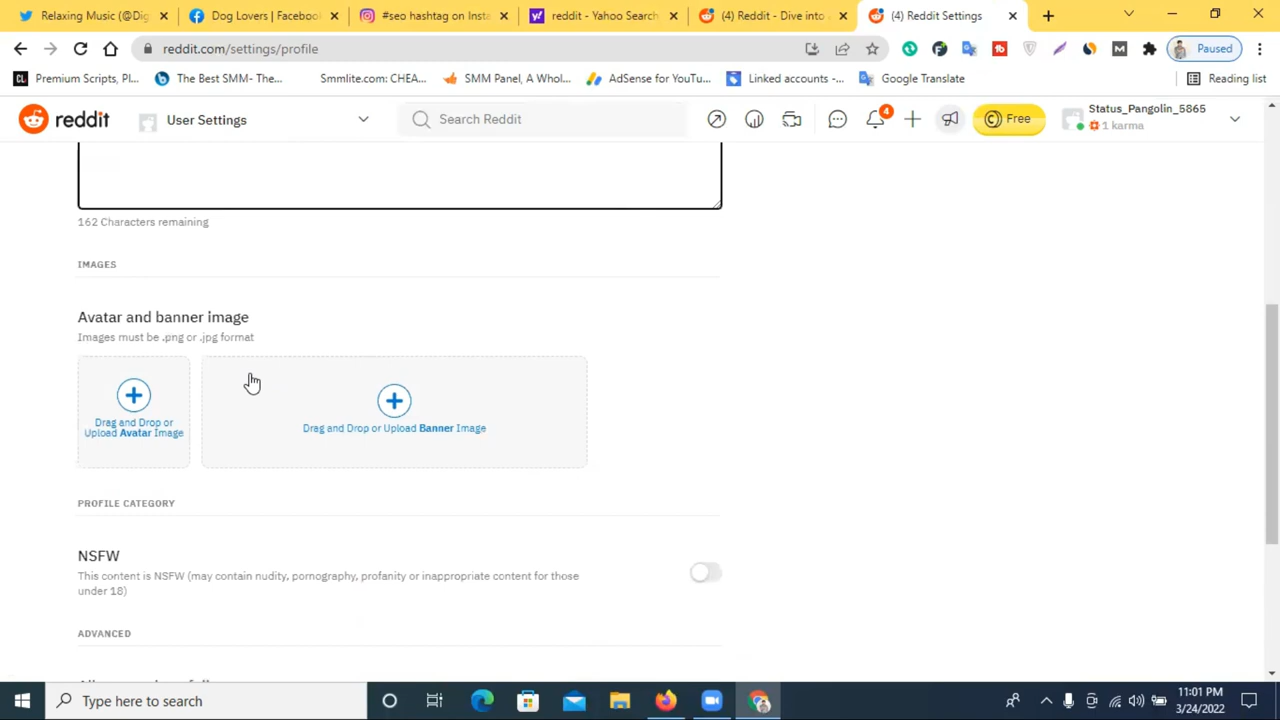 Relaxing Music (@Dig
Dog Lovers | Facebook
#seo hashtag on Insta
reddit - Yahoo Search
(4) Reddit - Dive into
(4) Reddit Settings
reddit.com/settings/profile
Paused
Premium Scripts, Pl...
The Best SMM- The...
Smmlite.com: CHEA...
SMM Panel, A Whol...
AdSense for YouTu...
Linked accounts -...
Google Translate
Reading list
reddit
User Settings
Search Reddit
4
Free
Status_Pangolin_5865
1 karma
162 Characters remaining
IMAGES
Avatar and banner image
Images must be .png or .jpg format
Drag and Drop or
Upload Avatar Image
Drag and Drop or Upload Banner Image
PROFILE CATEGORY
NSFW
This content is NSFW (may contain nudity, pornography, profanity or inappropriate content for those
under 18)
ADVANCED
Type here to search
11:01 PM
3/24/2022